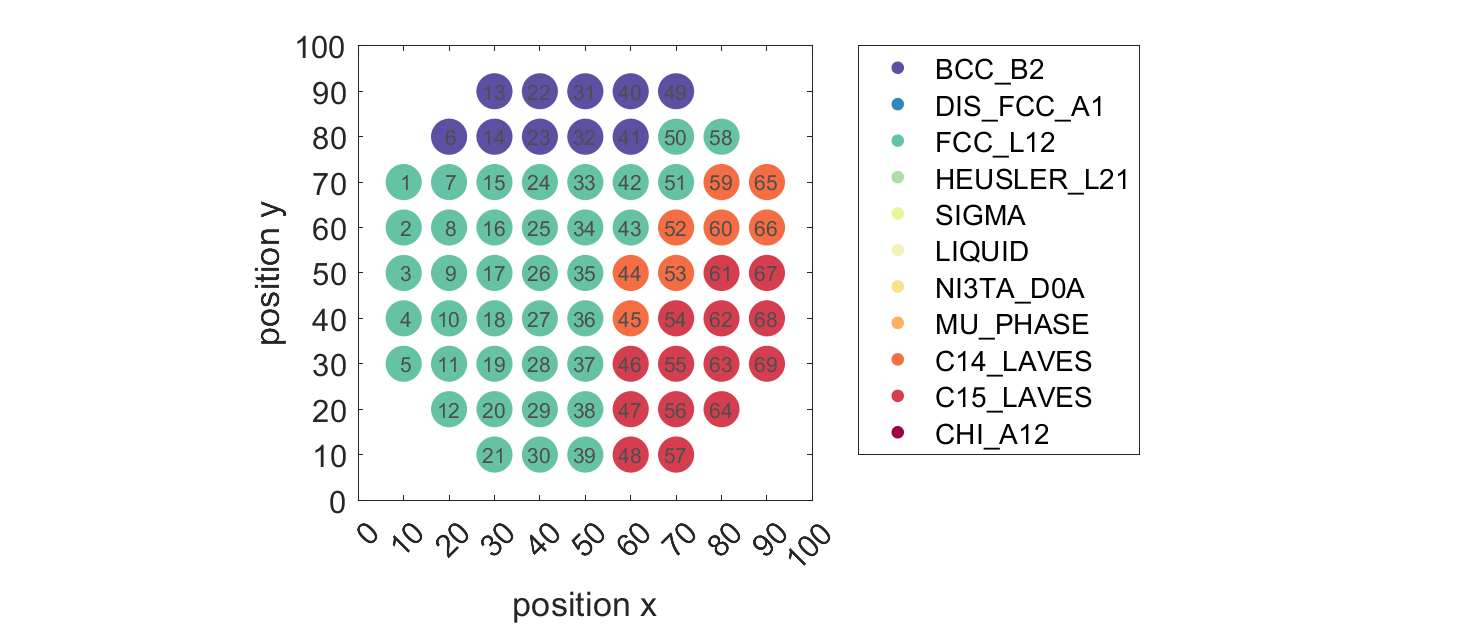 100
90
80
70
60
50
40
30
20
10
0
position y
13 22 31 40 49
6 14 23 32 41 50 58
1 7 15 24 33 42 51 59 65
2 8 16 25 34 43 52 60 66
3 9 17 26 35 44 53 61 67
4 10 18 27 36 45 54 62 68
5 11 19 28 37 46 55 63 69
12 20 29 38 47 56 64
21 30 39 48 57
0 10 20 30 40 50 60 70 80 90 100
position x
BCC_B2
DIS_FCC_A1
FCC_L12
HEUSLER_L21
SIGMA
LIQUID
NI3TA_D0A
MU_PHASE
C14_LAVES
C15_LAVES
CHI_A12